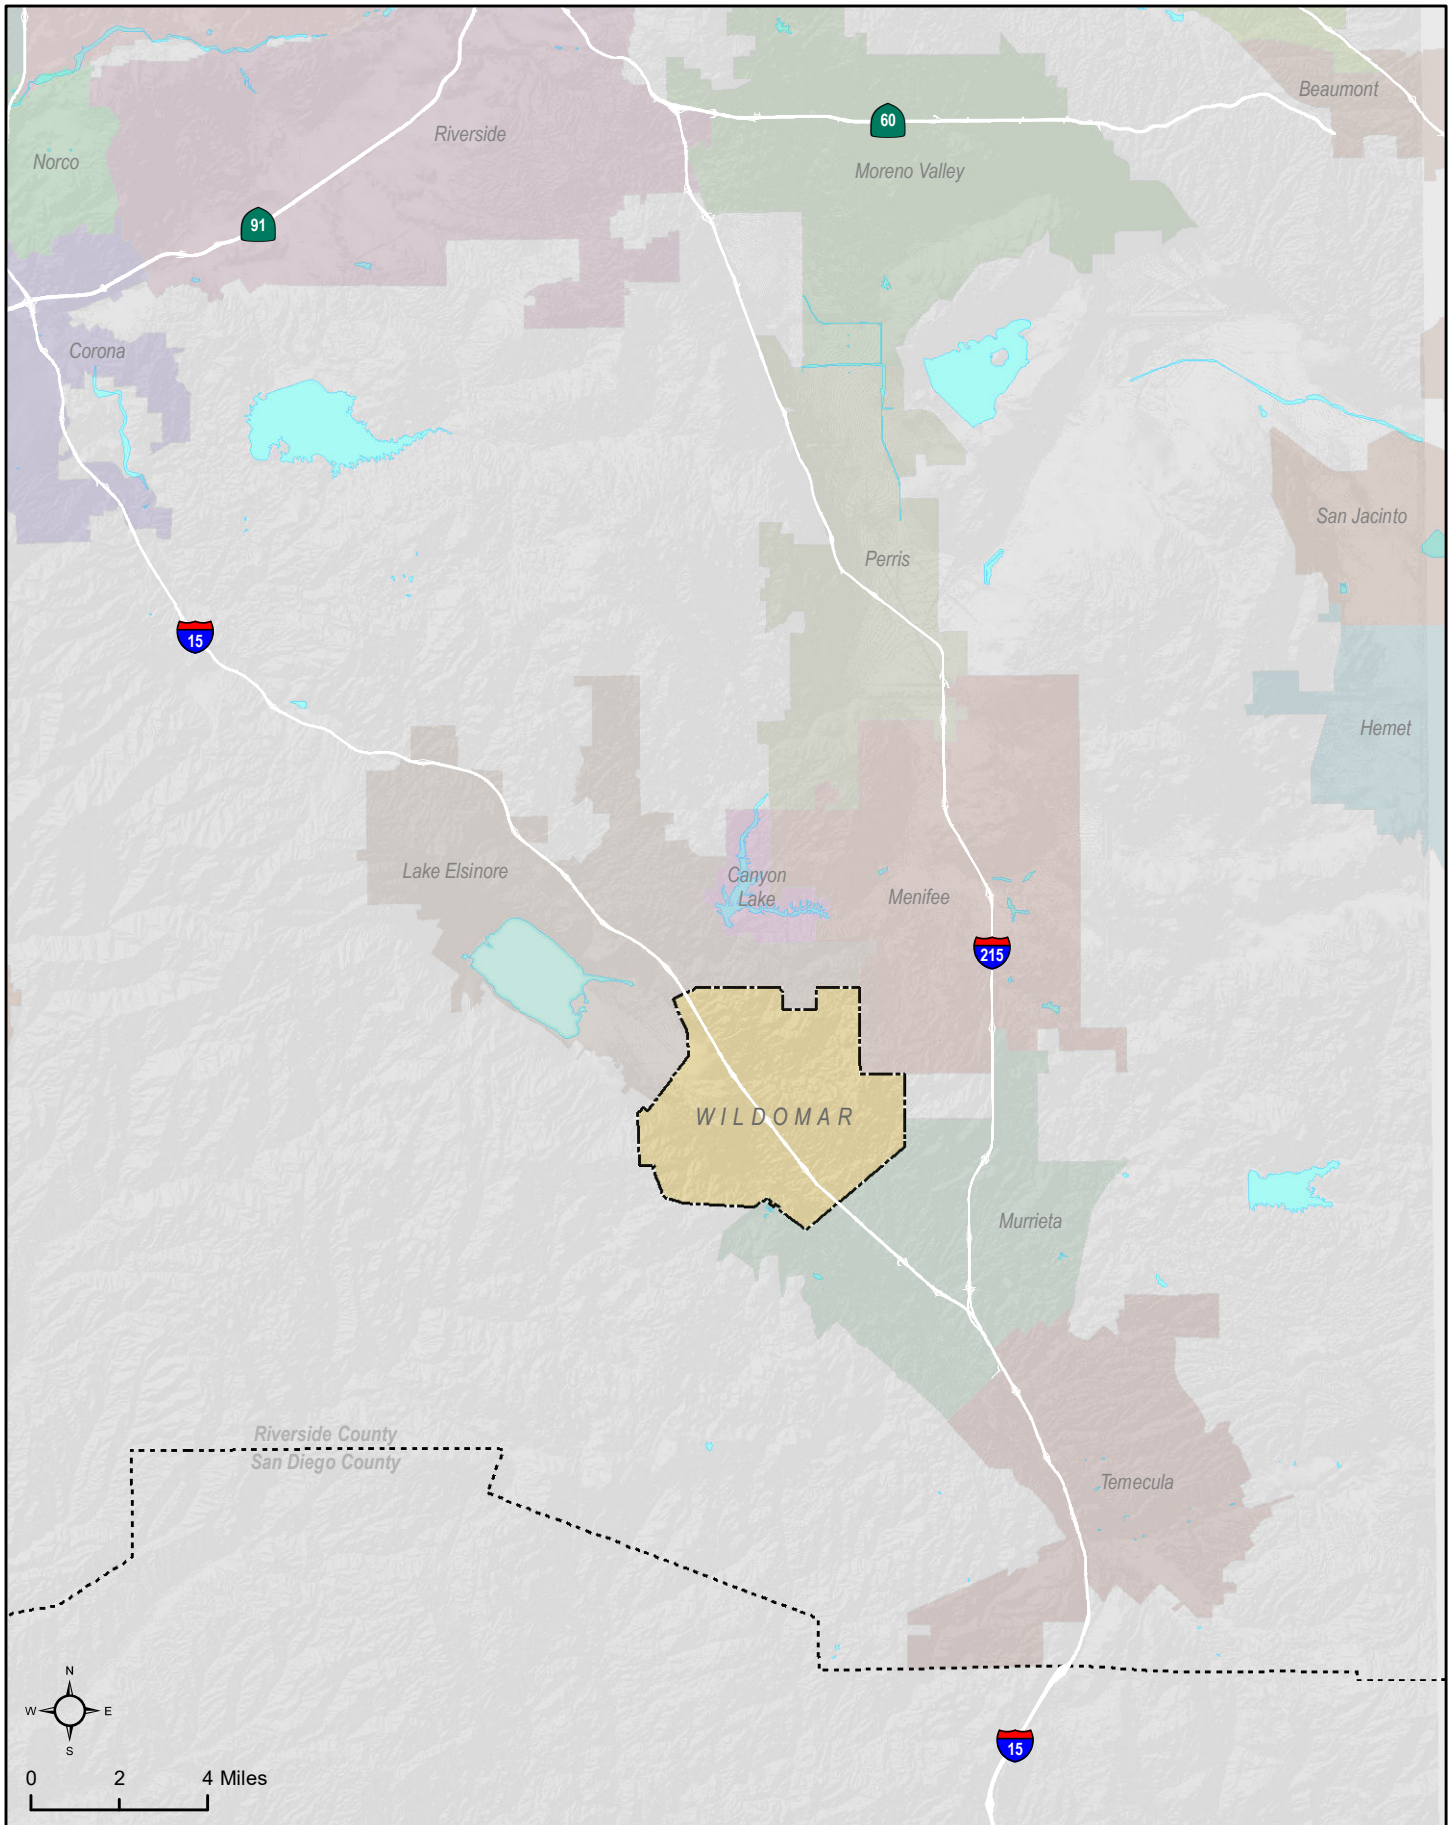 Beaumont
60
Riverside
Norco
Moreno Valley
91
Corona
San Jacinto
Perris
15
Hemet
Lake Elsinore
Canyon
Lake
Menifee
215
WILDOMAR
Murrieta
Riverside County
San Diego County
Temecula
N
W E
S
15
0 2 4 Miles